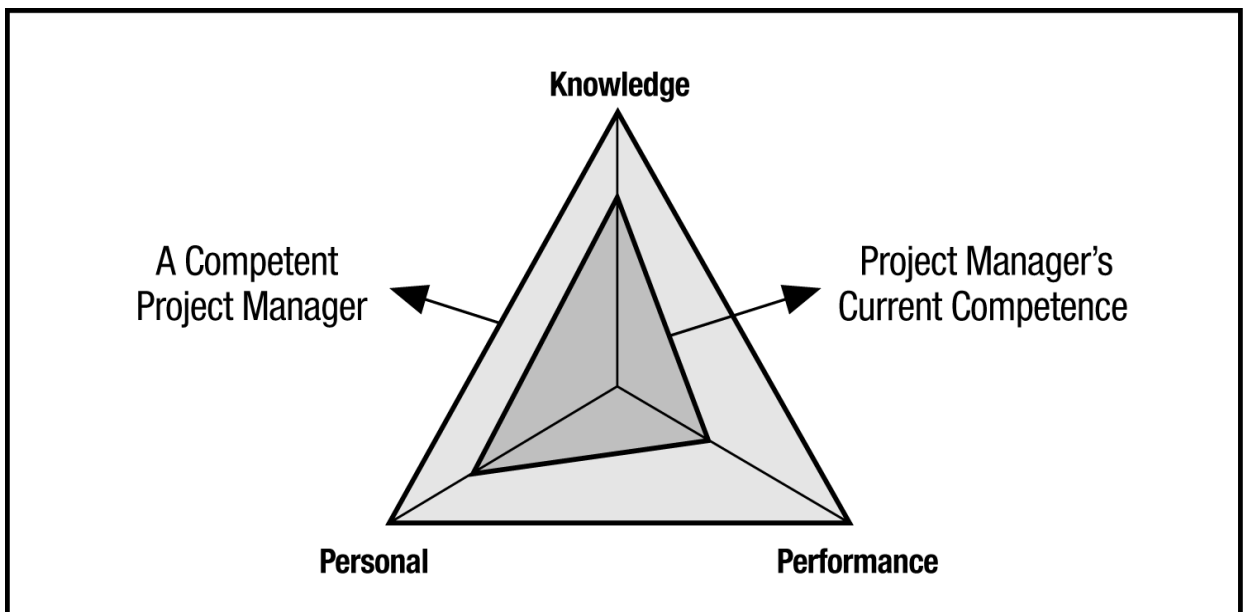 Knowledge
A Competent
Project Manager
Project Manager’s
Current Competence
Personal
Performance